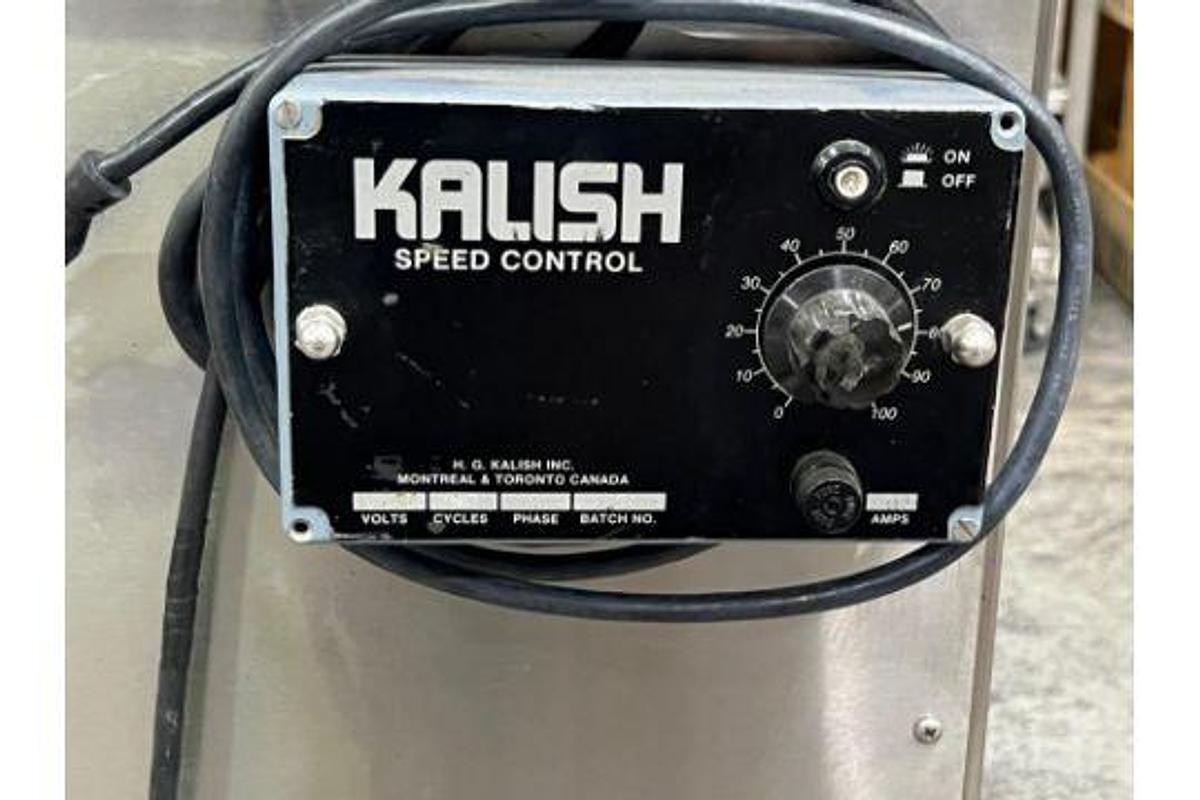 KALISH
SPEED CONTROL
ON
OFF
0 10 20 30 40 50 60 70 90 100
H. G. KALISH INC.
MONTREAL & TORONTO CANADA
VOLTS CYCLES PHASE BATCH NO.
AMPS